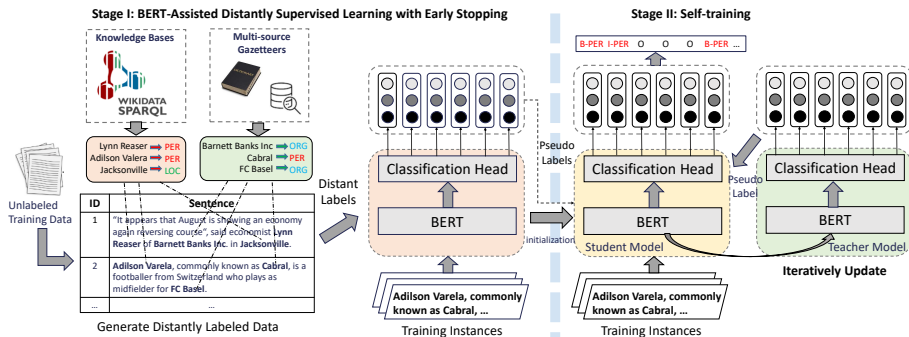 Stage I: BERT-Assisted Distantly Supervised Learning with Early Stopping
Stage II: Self-training
Knowledge Bases
WIKIDATA
SPARQL
Multi-source
Gazetteers
B-PER I-PER O O O B-PER ...
Lynn Reaser PER
Adilson Valera PER
Jacksonville LOC
Barnett Banks Inc ORG
Cabral PER
FC Basel ORG
Unlabeled
Training Data
ID Sentence
1 "It appears that August is showing an economy
again reversing course", said economist Lynn
Reaser of Barnett Banks Inc. in Jacksonville.
2 Adilson Varela, commonly known as Cabral, is a
footballer from Switzerland who plays as
midfielder for FC Basel.
... ...
Generate Distantly Labeled Data
Distant
Labels
Classification Head
BERT
Adilson Varela, commonly
known as Cabral, ...
Training Instances
Pseudo
Labels
initialization
Classification Head
BERT
Student Model
Adilson Varela, commonly
known as Cabral, ...
Training Instances
Pseudo
Label
Classification Head
BERT
Teacher Model
Iteratively Update